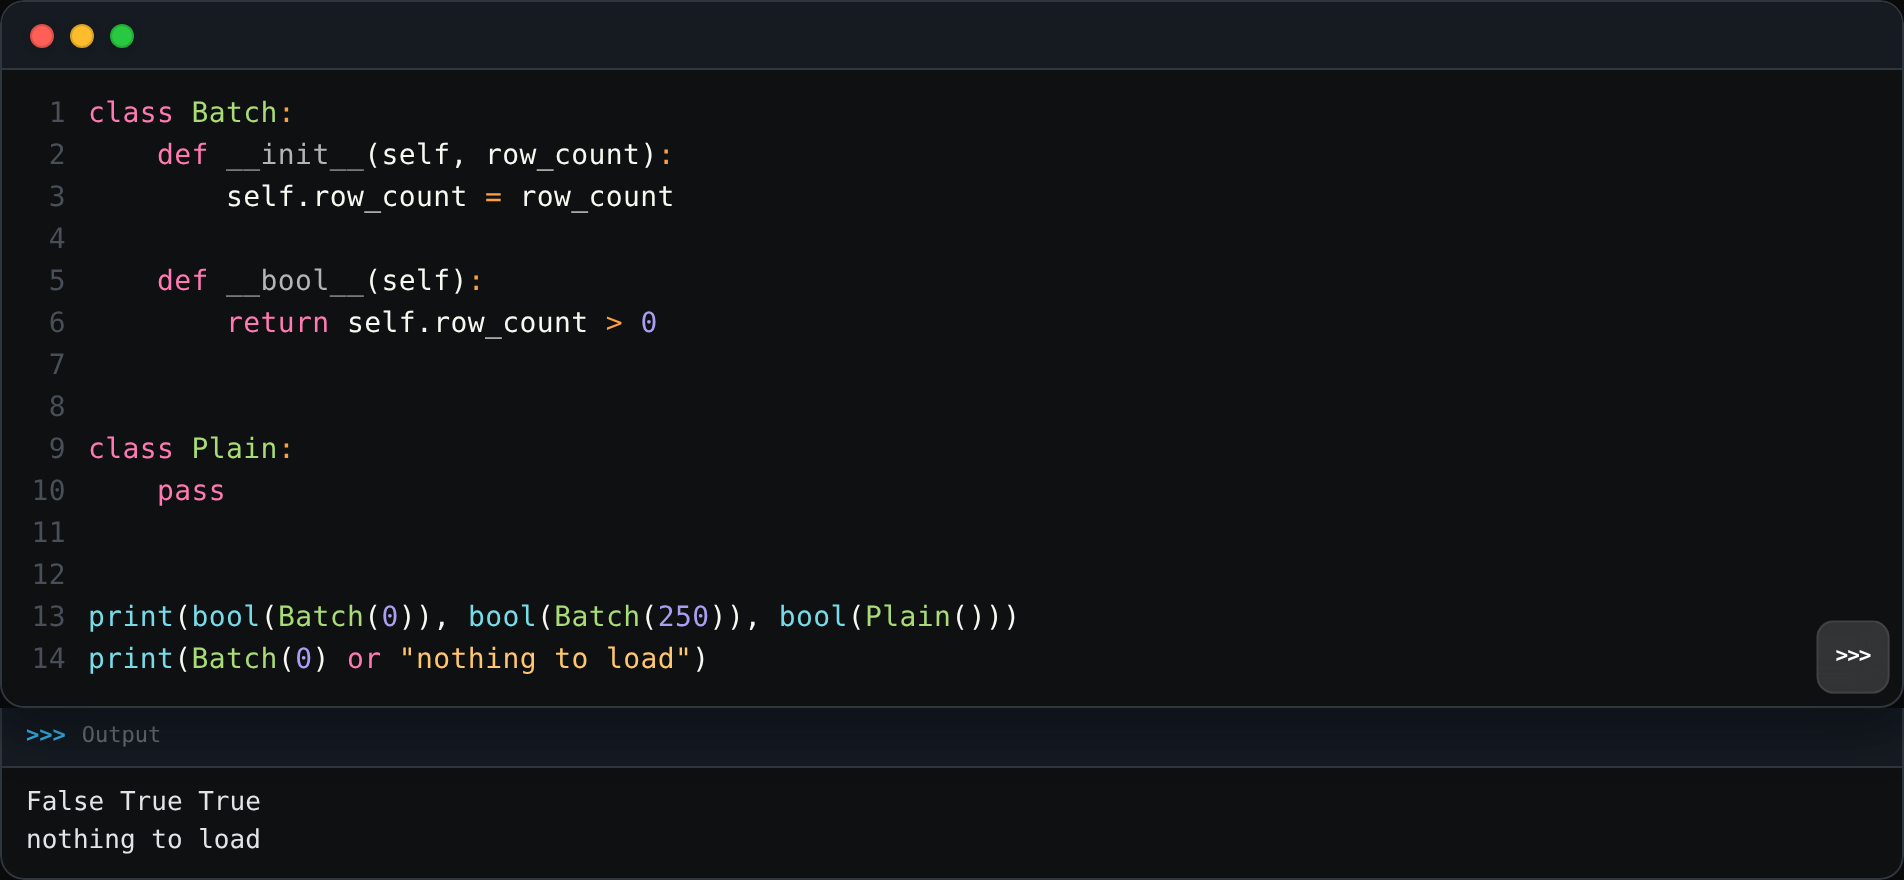 1 class Batch:
2     def __init__(self, row_count):
3         self.row_count = row_count
4
5     def __bool__(self):
6         return self.row_count > 0
7
8
9 class Plain:
10     pass
11
12
13 print(bool(Batch(0)), bool(Batch(250)), bool(Plain()))
14 print(Batch(0) or "nothing to load")
>>>
>>> Output
False True True
nothing to load